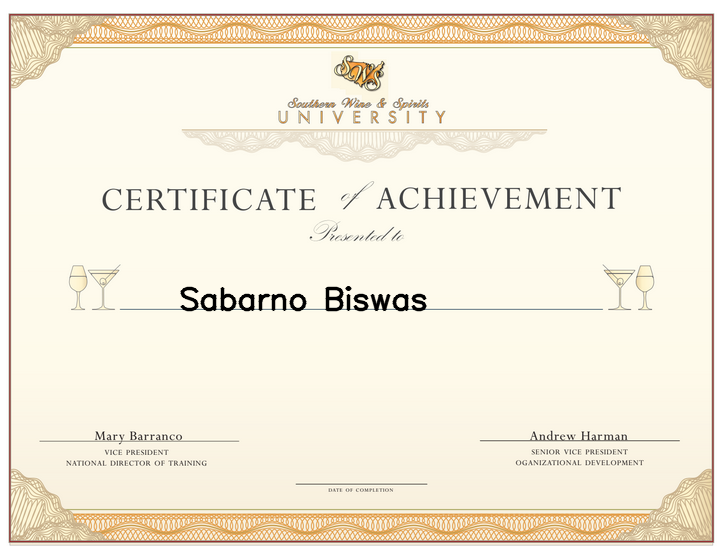 SWS
Southern Wine & Spirits
UNIVERSITY
CERTIFICATE of ACHIEVEMENT
Presented to
Sabarno Biswas
Mary Barranco
VICE PRESIDENT
NATIONAL DIRECTOR OF TRAINING
Andrew Harman
SENIOR VICE PRESIDENT
OGANIZATIONAL DEVELOPMENT
DATE OF COMPLETION